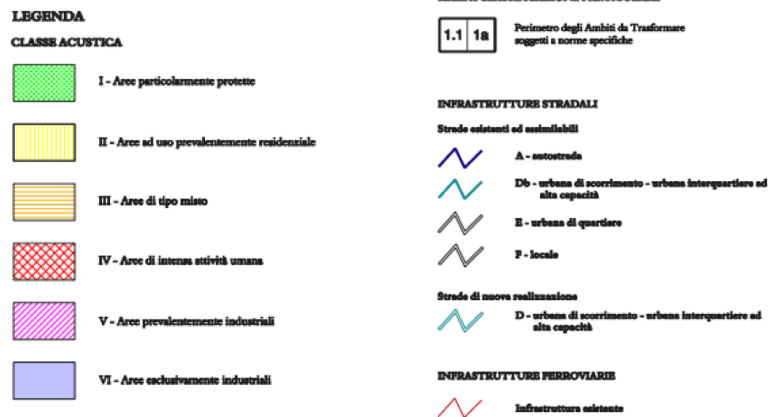 LEGENDA
CLASSE ACUSTICA
I - Aree particolarmente protette
II - Aree ad uso prevalentemente residenziale
III - Aree di tipo misto
IV - Aree di intensa attività umana
V - Aree prevalentemente industriali
VI - Aree esclusivamente industriali
1.1 1a
Perimetro degli Ambiti da Trasformare
soggetti a norme specifiche
INFRASTRUTTURE STRADALI
Strade esistenti ed assimilabili
A - autostrada
Db - urbana di scorrimento - urbana interquartiere ad
alta capacità
E - urbana di quartiere
F - locale
Strade di nuova realizzazione
D - urbana di scorrimento - urbana interquartiere ad
alta capacità
INFRASTRUTTURE FERROVIARIE
Infrastruttura esistente